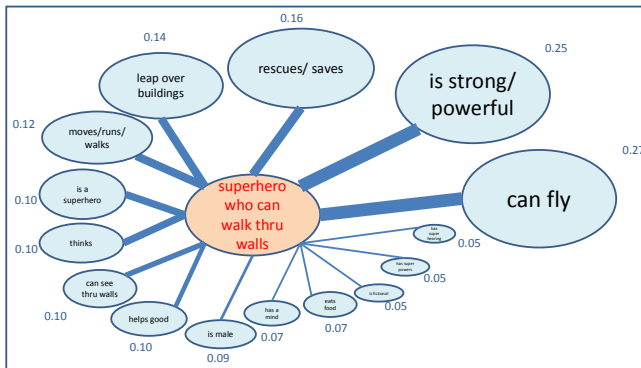 0.16
rescues/ saves
0.14
leap over
buildings
0.25
is strong/
powerful
0.12
moves/runs/
walks
0.27
can fly
superhero
who can
walk thru
walls
0.10
is a
superhero
0.10
thinks
can see
thru walls
0.10
helps good
0.10
is male
0.09
has a
mind
0.07
eats
food
0.07
is fictional
0.05
has super
powers
0.05
has
super
hearing
0.05